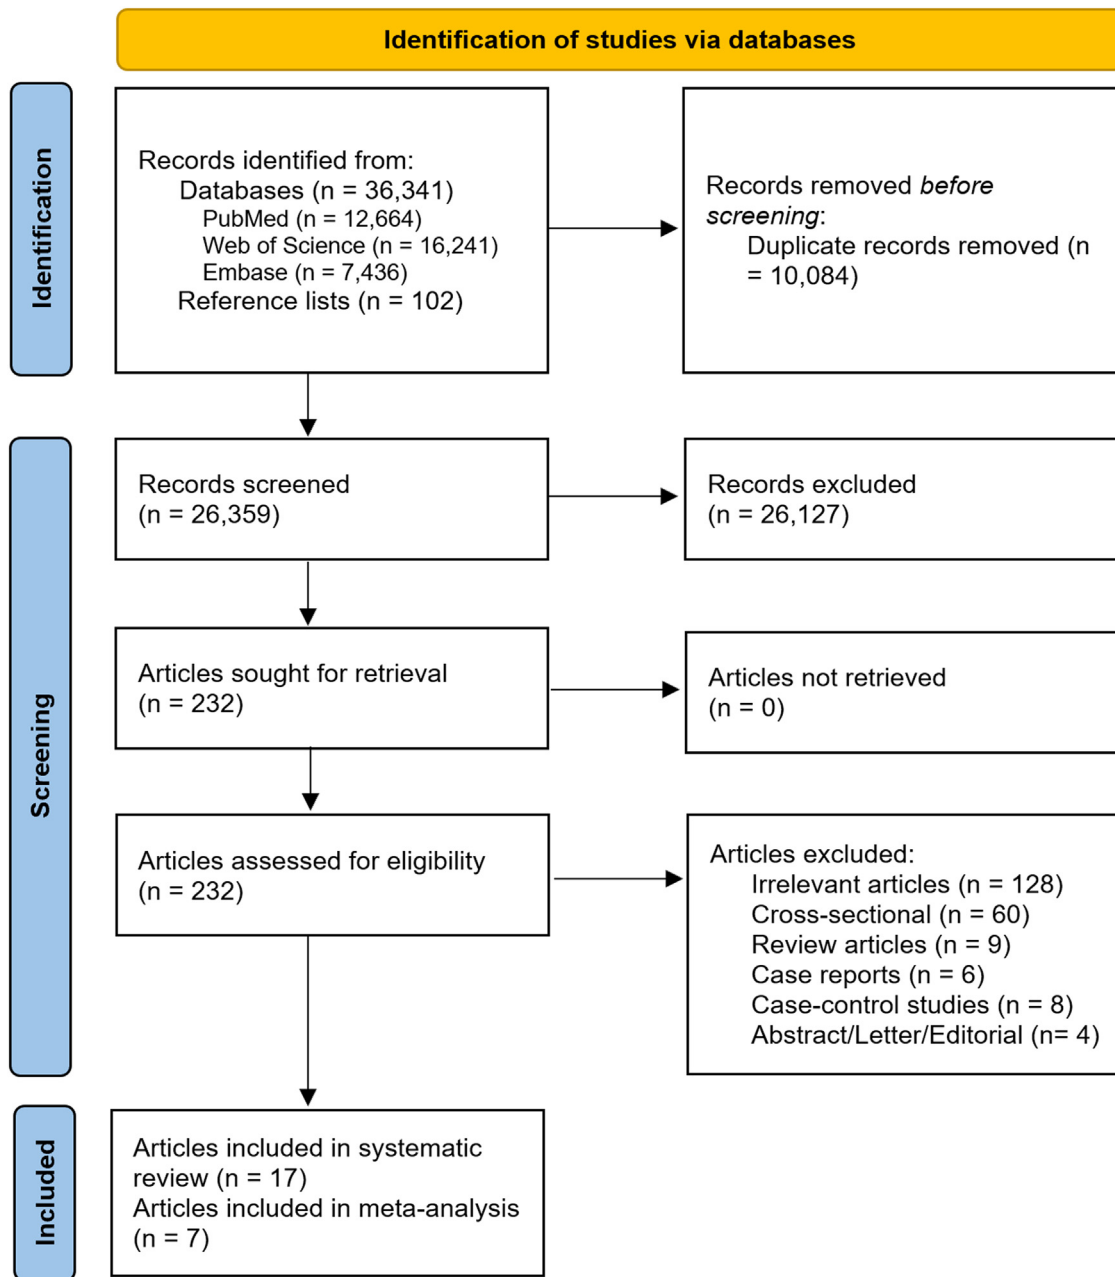 Identification of studies via databases
Identification
Records identified from:
Databases (n = 36,341)
PubMed (n = 12,664)
Web of Science (n = 16,241)
Embase (n = 7,436)
Reference lists (n = 102)
Records removed before
screening:
Duplicate records removed (n
= 10,084)
Screening
Records screened
(n = 26,359)
Records excluded
(n = 26,127)
Articles sought for retrieval
(n = 232)
Articles not retrieved
(n = 0)
Articles assessed for eligibility
(n = 232)
Articles excluded:
Irrelevant articles (n = 128)
Cross-sectional (n = 60)
Review articles (n = 9)
Case reports (n = 6)
Case-control studies (n = 8)
Abstract/Letter/Editorial (n= 4)
Included
Articles included in systematic
review (n = 17)
Articles included in meta-analysis
(n = 7)